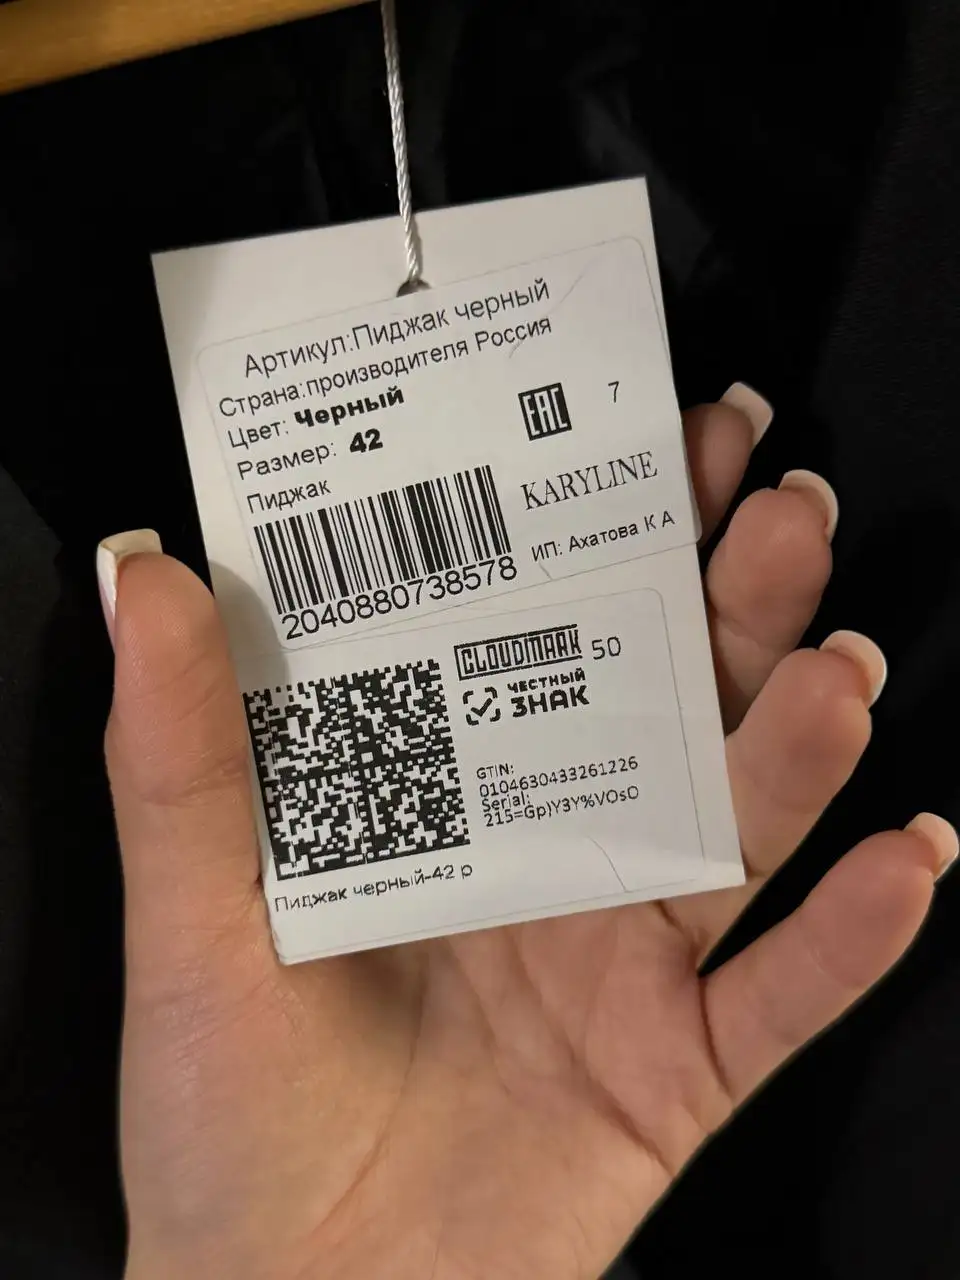 Артикул:Пиджак черный
Страна:производителя Россия
Цвет: Черный
Размер: 42
Пиджак
EAC
7
KARYLINE
ИП: Ахатова К А
2040880738578
CLOUDMARK 50
ЧЕСТНЫЙ
ЗНАК
GTIN:
0104630433261226
Serial:
215=Gp)Y3Y%VOsO
Пиджак черный-42 р